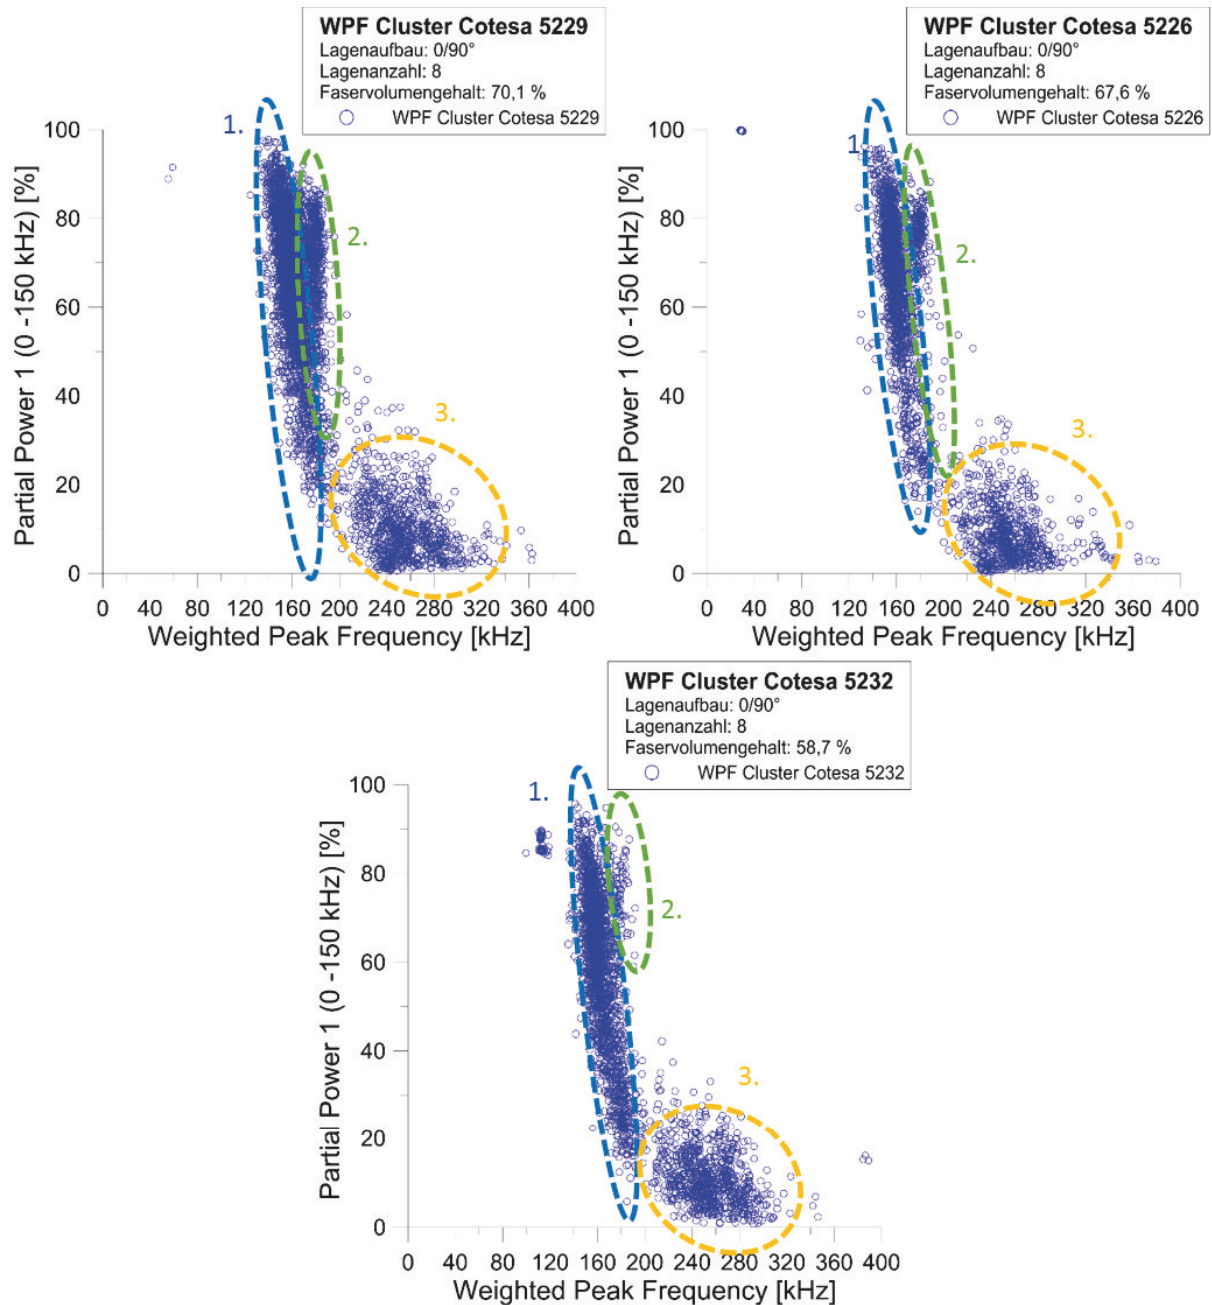 WPF Cluster Cotesa 5229
Lagenaufbau: 0/90°
Lagenanzahl: 8
Faservolumengehalt: 70,1 %
WPF Cluster Cotesa 5229
1.
2.
3.
100
80
60
40
20
0
Partial Power 1 (0 -150 kHz) [%]
0 40 80 120 160 200 240 280 320 360 400
Weighted Peak Frequency [kHz]
WPF Cluster Cotesa 5226
Lagenaufbau: 0/90°
Lagenanzahl: 8
Faservolumengehalt: 67,6 %
WPF Cluster Cotesa 5226
1
2.
3.
100
80
60
40
20
0
Partial Power 1 (0 -150 kHz) [%]
0 40 80 120 160 200 240 280 320 360 400
Weighted Peak Frequency [kHz]
WPF Cluster Cotesa 5232
Lagenaufbau: 0/90°
Lagenanzahl: 8
Faservolumengehalt: 58,7 %
WPF Cluster Cotesa 5232
1.
2.
3.
100
80
60
40
20
0
Partial Power 1 (0 -150 kHz) [%]
0 40 80 120 160 200 240 280 320 360 400
Weighted Peak Frequency [kHz]